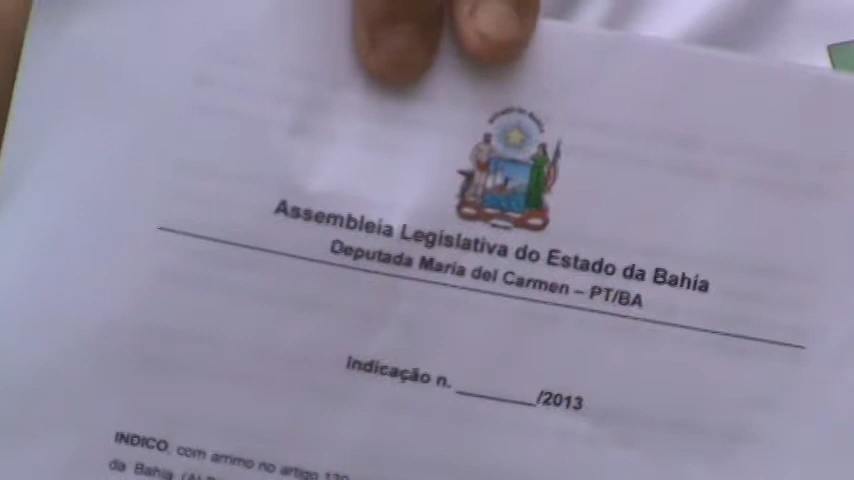 Assembleia Legislativa do Estado da Bahia
Deputada Maria del Carmen – PT/BA
Indicação n. ________/2013
INDICO, com arrimo no artigo
da Bahia